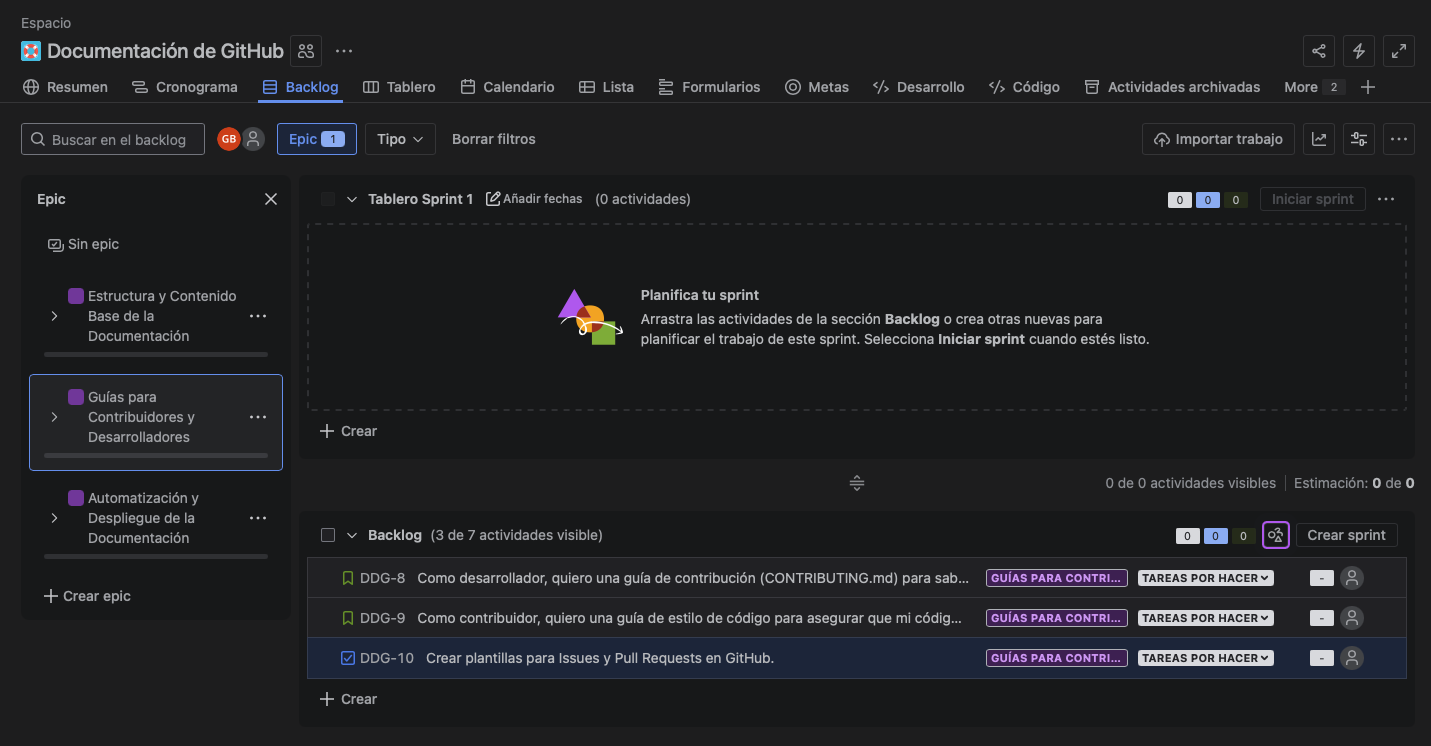 Espacio
Documentación de GitHub
Resumen
Cronograma
Backlog
Tablero
Calendario
Lista
Formularios
Metas
Desarrollo
Código
Actividades archivadas
More 2
Buscar en el backlog
GB
Epic 1
Tipo
Borrar filtros
Importar trabajo
Epic
Sin epic
Estructura y Contenido
Base de la
Documentación
Guías para
Contribuidores y
Desarrolladores
Automatización y
Despliegue de la
Documentación
Crear epic
Tablero Sprint 1 Añadir fechas (0 actividades)
0 0 0 Iniciar sprint
Planifica tu sprint
Arrastra las actividades de la sección Backlog o crea otras nuevas para
planificar el trabajo de este sprint. Selecciona Iniciar sprint cuando estés listo.
Crear
0 de 0 actividades visibles Estimación: 0 de 0
Backlog (3 de 7 actividades visible)
0 0 0 Crear sprint
DDG-8 Como desarrollador, quiero una guía de contribución (CONTRIBUTING.md) para sab... GUÍAS PARA CONTRI... TAREAS POR HACER -
DDG-9 Como contribuidor, quiero una guía de estilo de código para asegurar que mi códig... GUÍAS PARA CONTRI... TAREAS POR HACER -
DDG-10 Crear plantillas para Issues y Pull Requests en GitHub. GUÍAS PARA CONTRI... TAREAS POR HACER -
Crear